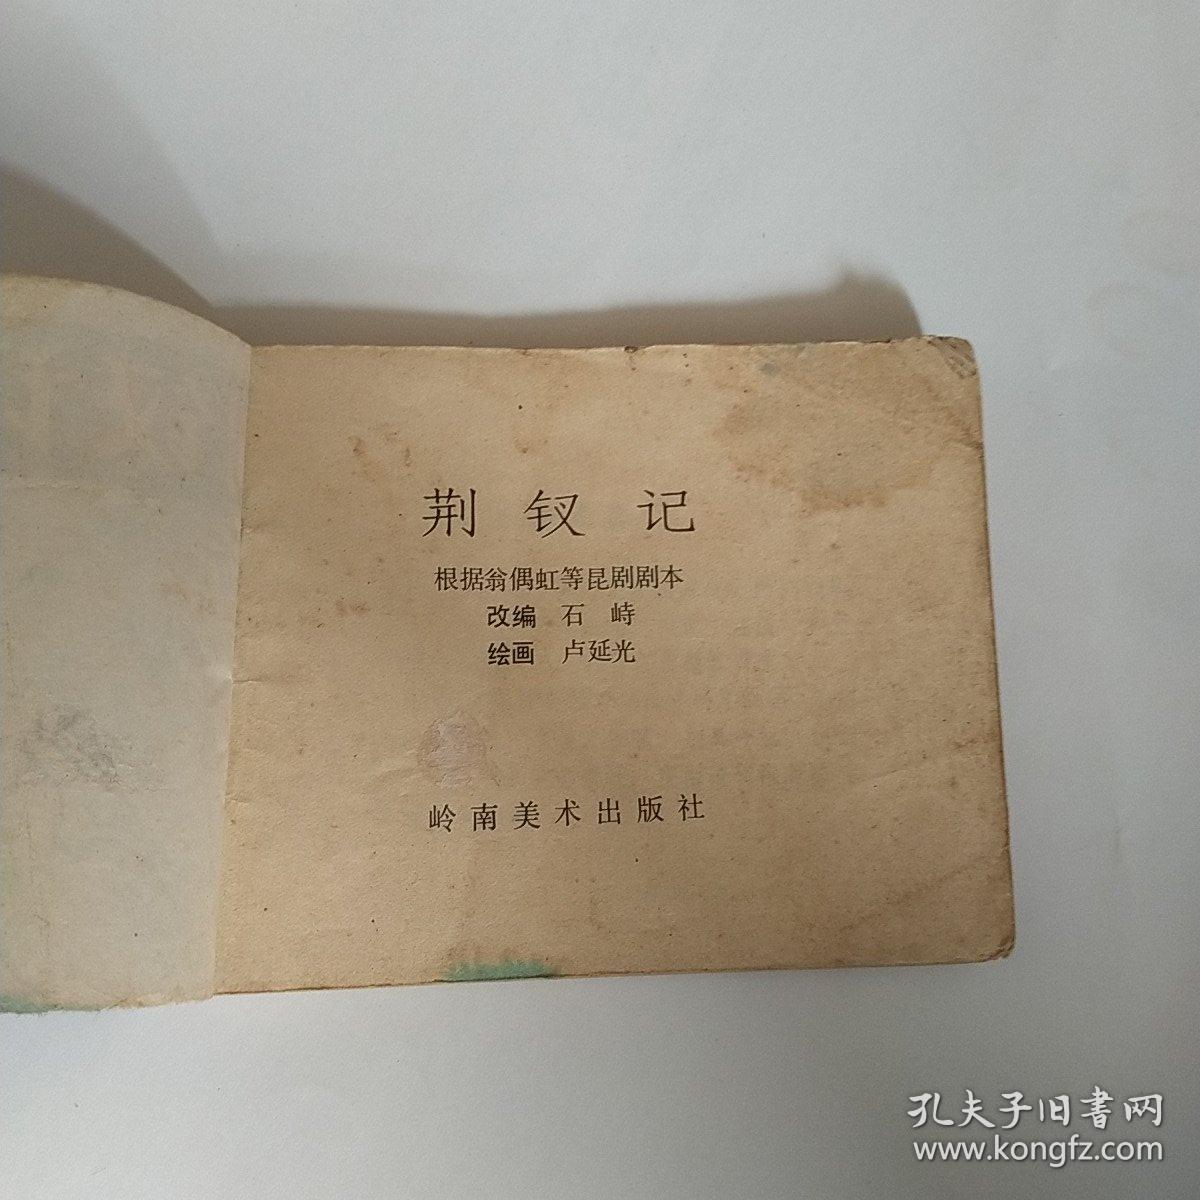 荆钗记
根据翁偶虹等昆剧剧本
改编 石峙
绘画 卢延光
岭南美术出版社
孔夫子旧書网
www.kongfz.com